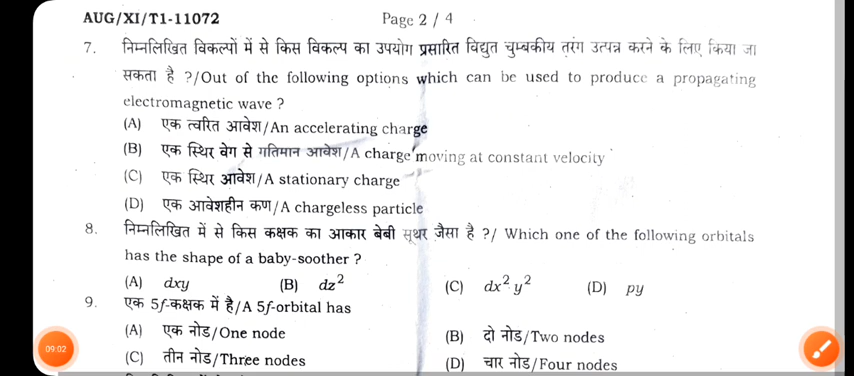 AUG/XI/T1-11072 Page 2 / 4
7. निम्नलिखित विकल्पों में से किस विकल्प का उपयोग प्रसारित विद्युत चुम्बकीय तरंग उत्पन्न करने के लिए किया जा
सकता है ?/Out of the following options which can be used to produce a propagating
electromagnetic wave ?
(A) एक त्वरित आवेश/An accelerating charge
(B) एक स्थिर वेग से गतिमान आवेश/A charge moving at constant velocity
(C) एक स्थिर आवेश/A stationary charge
(D) एक आवेशहीन कण/A chargeless particle
8. निम्नलिखित में से किस कक्षक का आकार बेबी सूथर जैसा है ?/ Which one of the following orbitals
has the shape of a baby-soother ?
(A) dxy (B) dz² (C) dx² y² (D) py
9. एक 5f-कक्षक में है/A 5f-orbital has
(A) एक नोड/One node (B) दो नोड/Two nodes
(C) तीन नोड/Three nodes (D) चार नोड/Four nodes
09:02